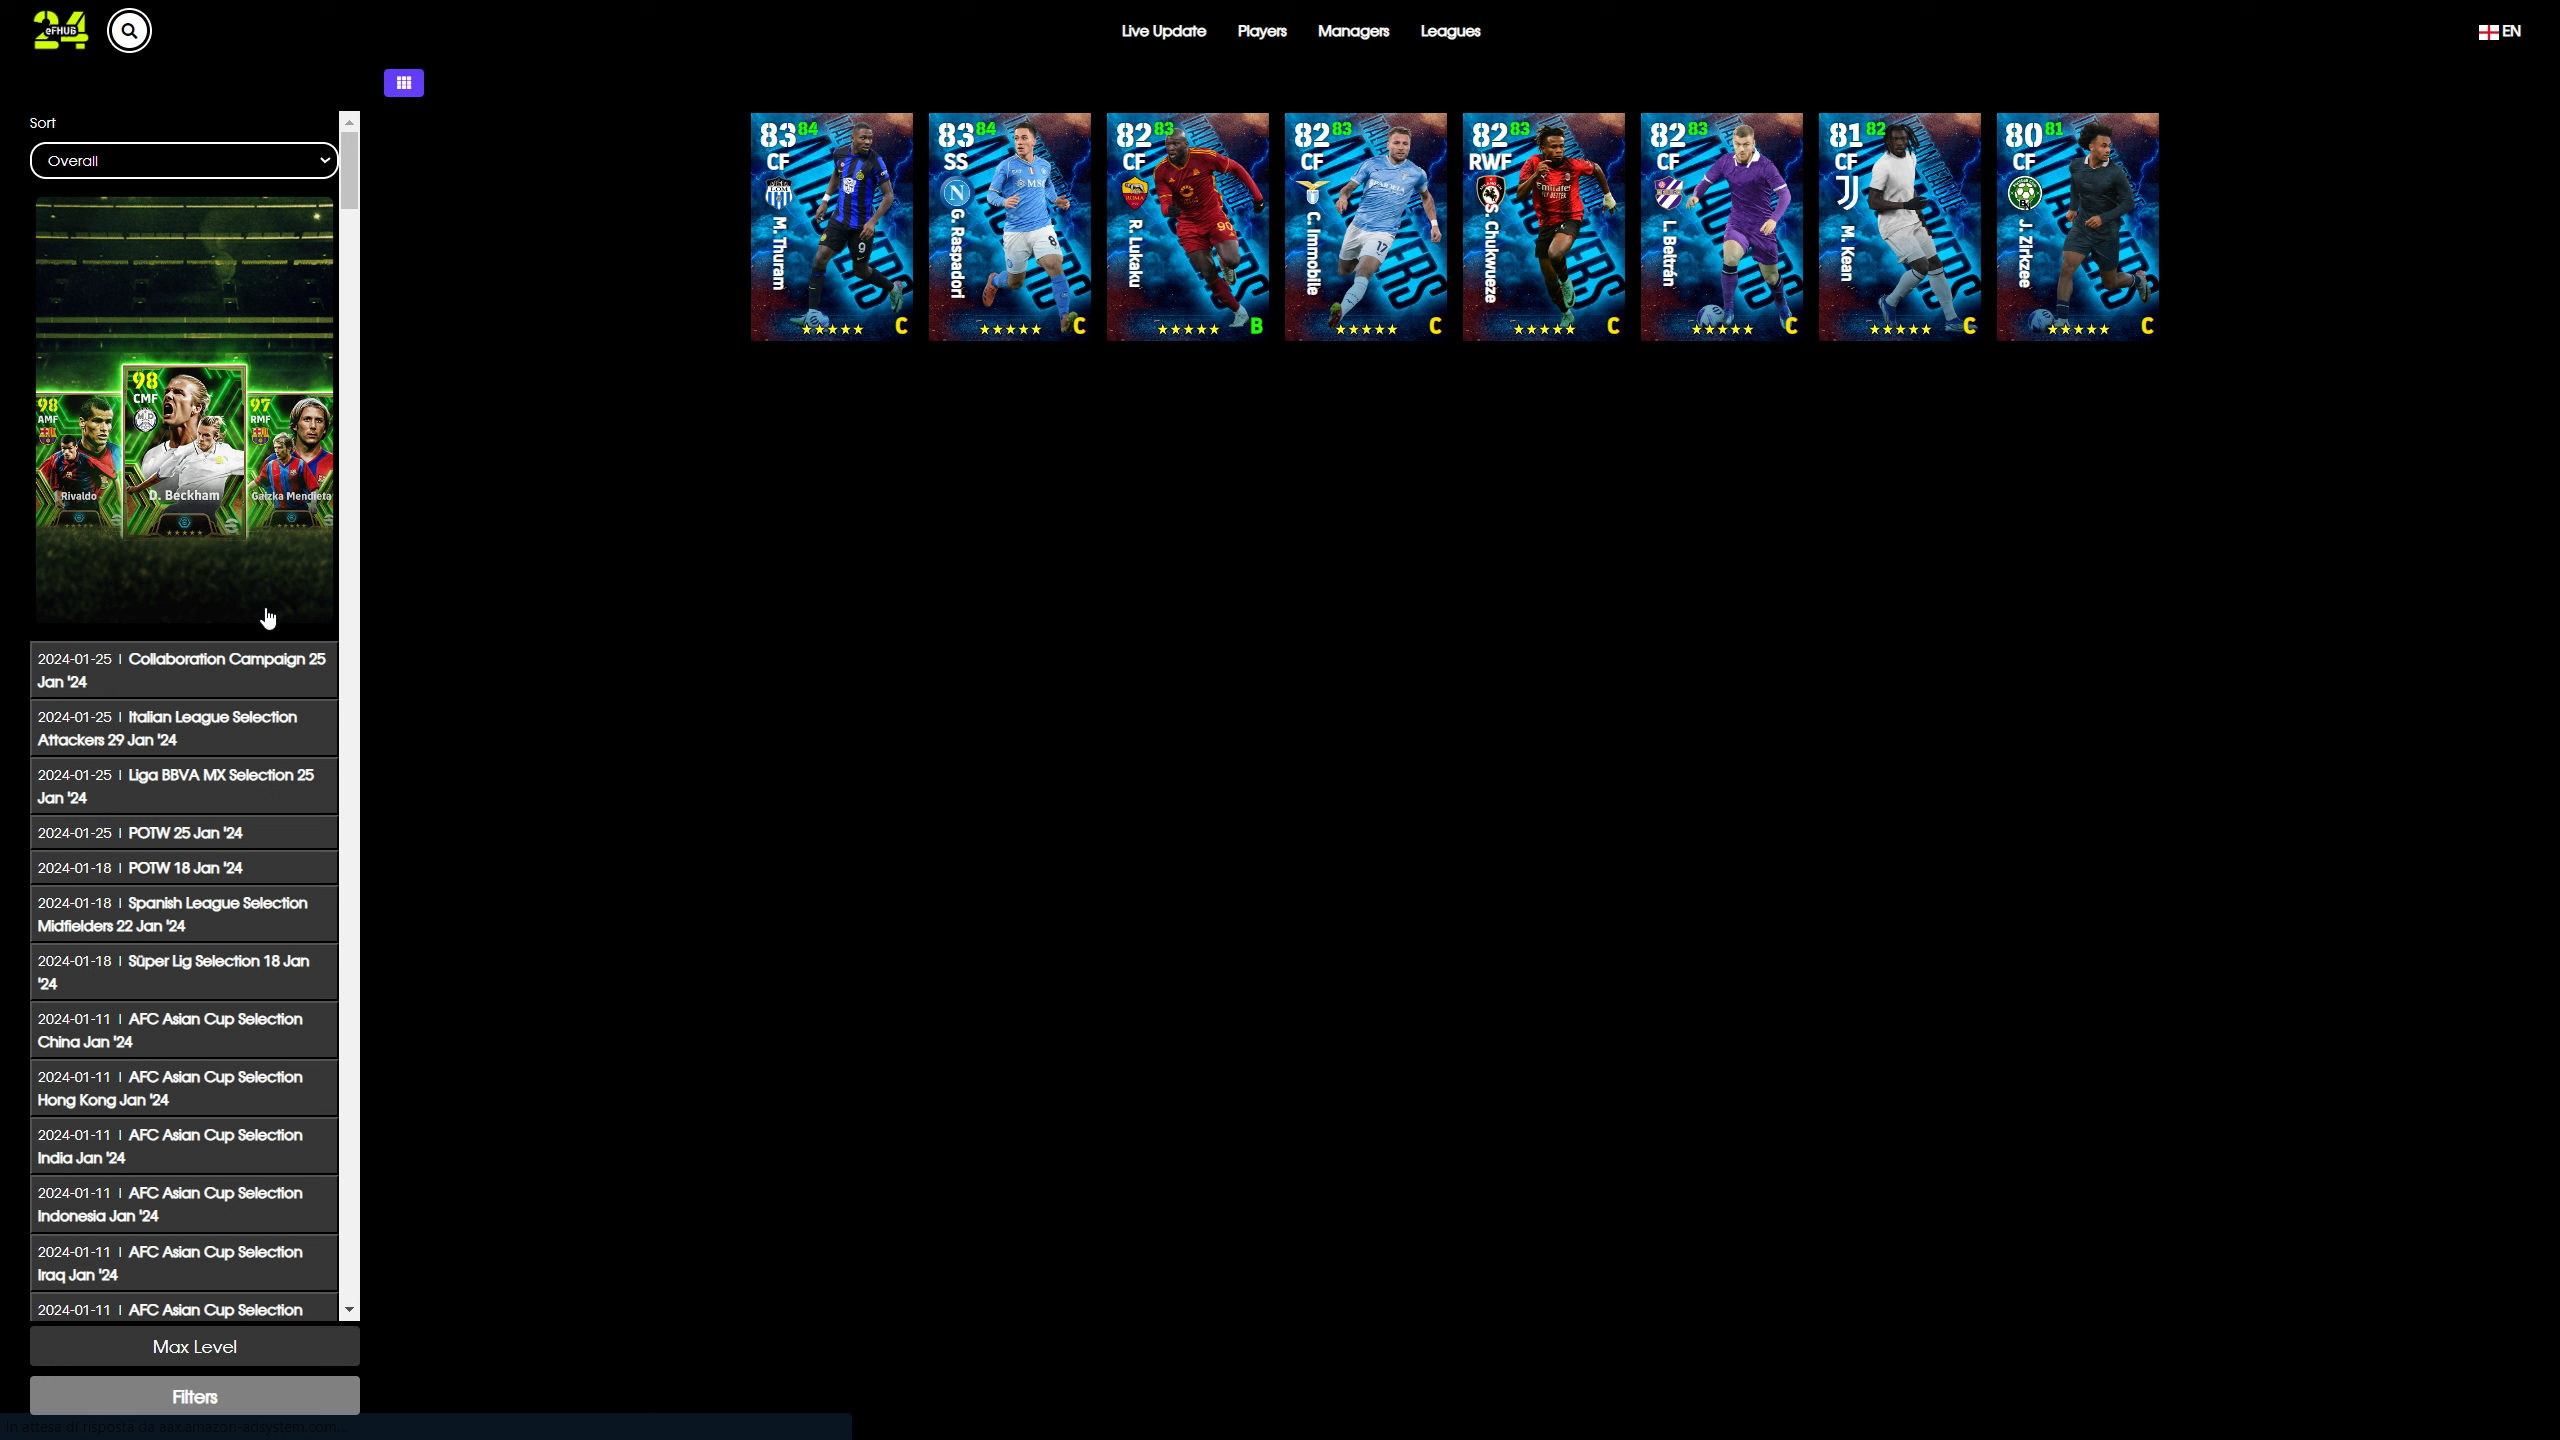 24
eFHUB
Live Update
Players
Managers
Leagues
EN
Sort
Overall
98
AMF
Rivaldo
98
CMF
D. Beckham
97
RMF
Gaizka Mendieta
2024-01-25 | Collaboration Campaign 25
Jan '24
2024-01-25 | Italian League Selection
Attackers 29 Jan '24
2024-01-25 | Liga BBVA MX Selection 25
Jan '24
2024-01-25 | POTW 25 Jan '24
2024-01-18 | POTW 18 Jan '24
2024-01-18 | Spanish League Selection
Midfielders 22 Jan '24
2024-01-18 | Süper Lig Selection 18 Jan
'24
2024-01-11 | AFC Asian Cup Selection
China Jan '24
2024-01-11 | AFC Asian Cup Selection
Hong Kong Jan '24
2024-01-11 | AFC Asian Cup Selection
India Jan '24
2024-01-11 | AFC Asian Cup Selection
Indonesia Jan '24
2024-01-11 | AFC Asian Cup Selection
Iraq Jan '24
2024-01-11 | AFC Asian Cup Selection
Max Level
Filters
In attesa di risposta da aax.amazon-adsystem.com...
83 84
CF
M. Thuram
C
83 84
SS
G. Raspadori
C
82 83
CF
R. Lukaku
B
82 83
CF
C. Immobile
C
82 83
RWF
S. Chukwueze
C
82 83
CF
L. Beltrán
C
81 82
CF
M. Kean
C
80 81
CF
J. Zirkzee
C